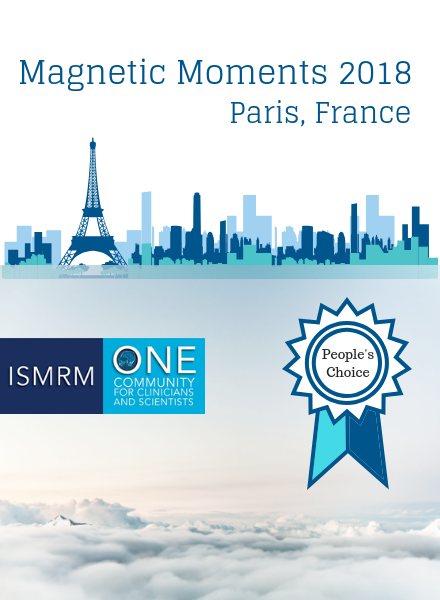 Magnetic Moments 2018
Paris, France
ISMRM
ONE
COMMUNITY
FOR CLINICIANS
AND SCIENTISTS
People's
Choice